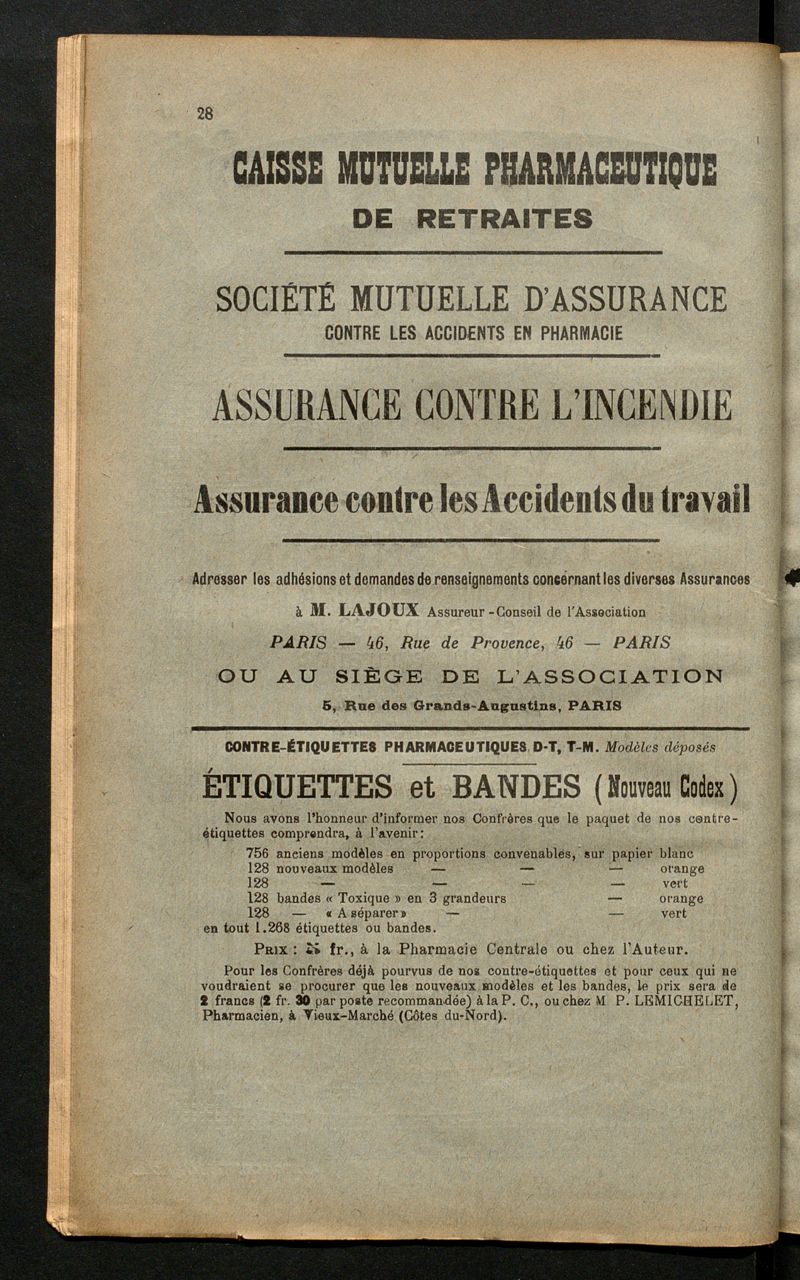 28
CAISSE MUTUELLE PHARMACEUTIQUE
DE RETRAITES
SOCIÉTÉ MUTUELLE D'ASSURANCE
CONTRE LES ACCIDENTS EN PHARMACIE
ASSURANCE CONTRE L'INCENDIE
Assurance contre les Accidents du travail
Adresser les adhésions et demandes de renseignements concernant les diverses Assurances
à M. LAJOUX Assureur-Conseil de l'Association
PARIS — 46, Rue de Provence, 46 — PARIS
OU AU SIÈGE DE L'ASSOCIATION
5, Rue des Grands-Augustins, PARIS
CONTRE-ÉTIQUETTES PHARMACEUTIQUES D-T, T-M. Modèles déposés
ÉTIQUETTES et BANDES (Nouveau Codex)
Nous avons l'honneur d'informer nos Confrères que le paquet de nos contre-
étiquettes comprendra, à l'avenir:
756 anciens modèles en proportions convenables, sur papier blanc
128 nouveaux modèles — — — orange
128 — — — — vert
128 bandes « Toxique » en 3 grandeurs — orange
128 — « A séparer » — — vert
en tout 1.268 étiquettes ou bandes.
PRIX : fr., à la Pharmacie Centrale ou chez l'Auteur.
Pour les Confrères déjà pourvus de nos contre-étiquettes et pour ceux qui ne
voudraient se procurer que les nouveaux modèles et les bandes, le prix sera de
2 francs (2 fr. 30 par poste recommandée) à la P. C., ou chez M P. LEMICHELET,
Pharmacien, à Vieux-Marché (Côtes du-Nord).